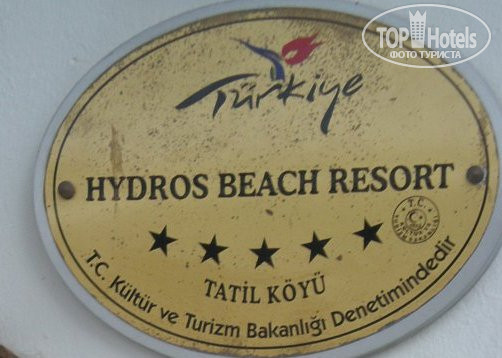 TOP Hotels
ФОТО ТУРИСТА
Türkiye
HYDROS BEACH RESORT
T.C.
TATİL KÖYÜ
T.C. Kültür ve Turizm Bakanlığı Denetimindedir